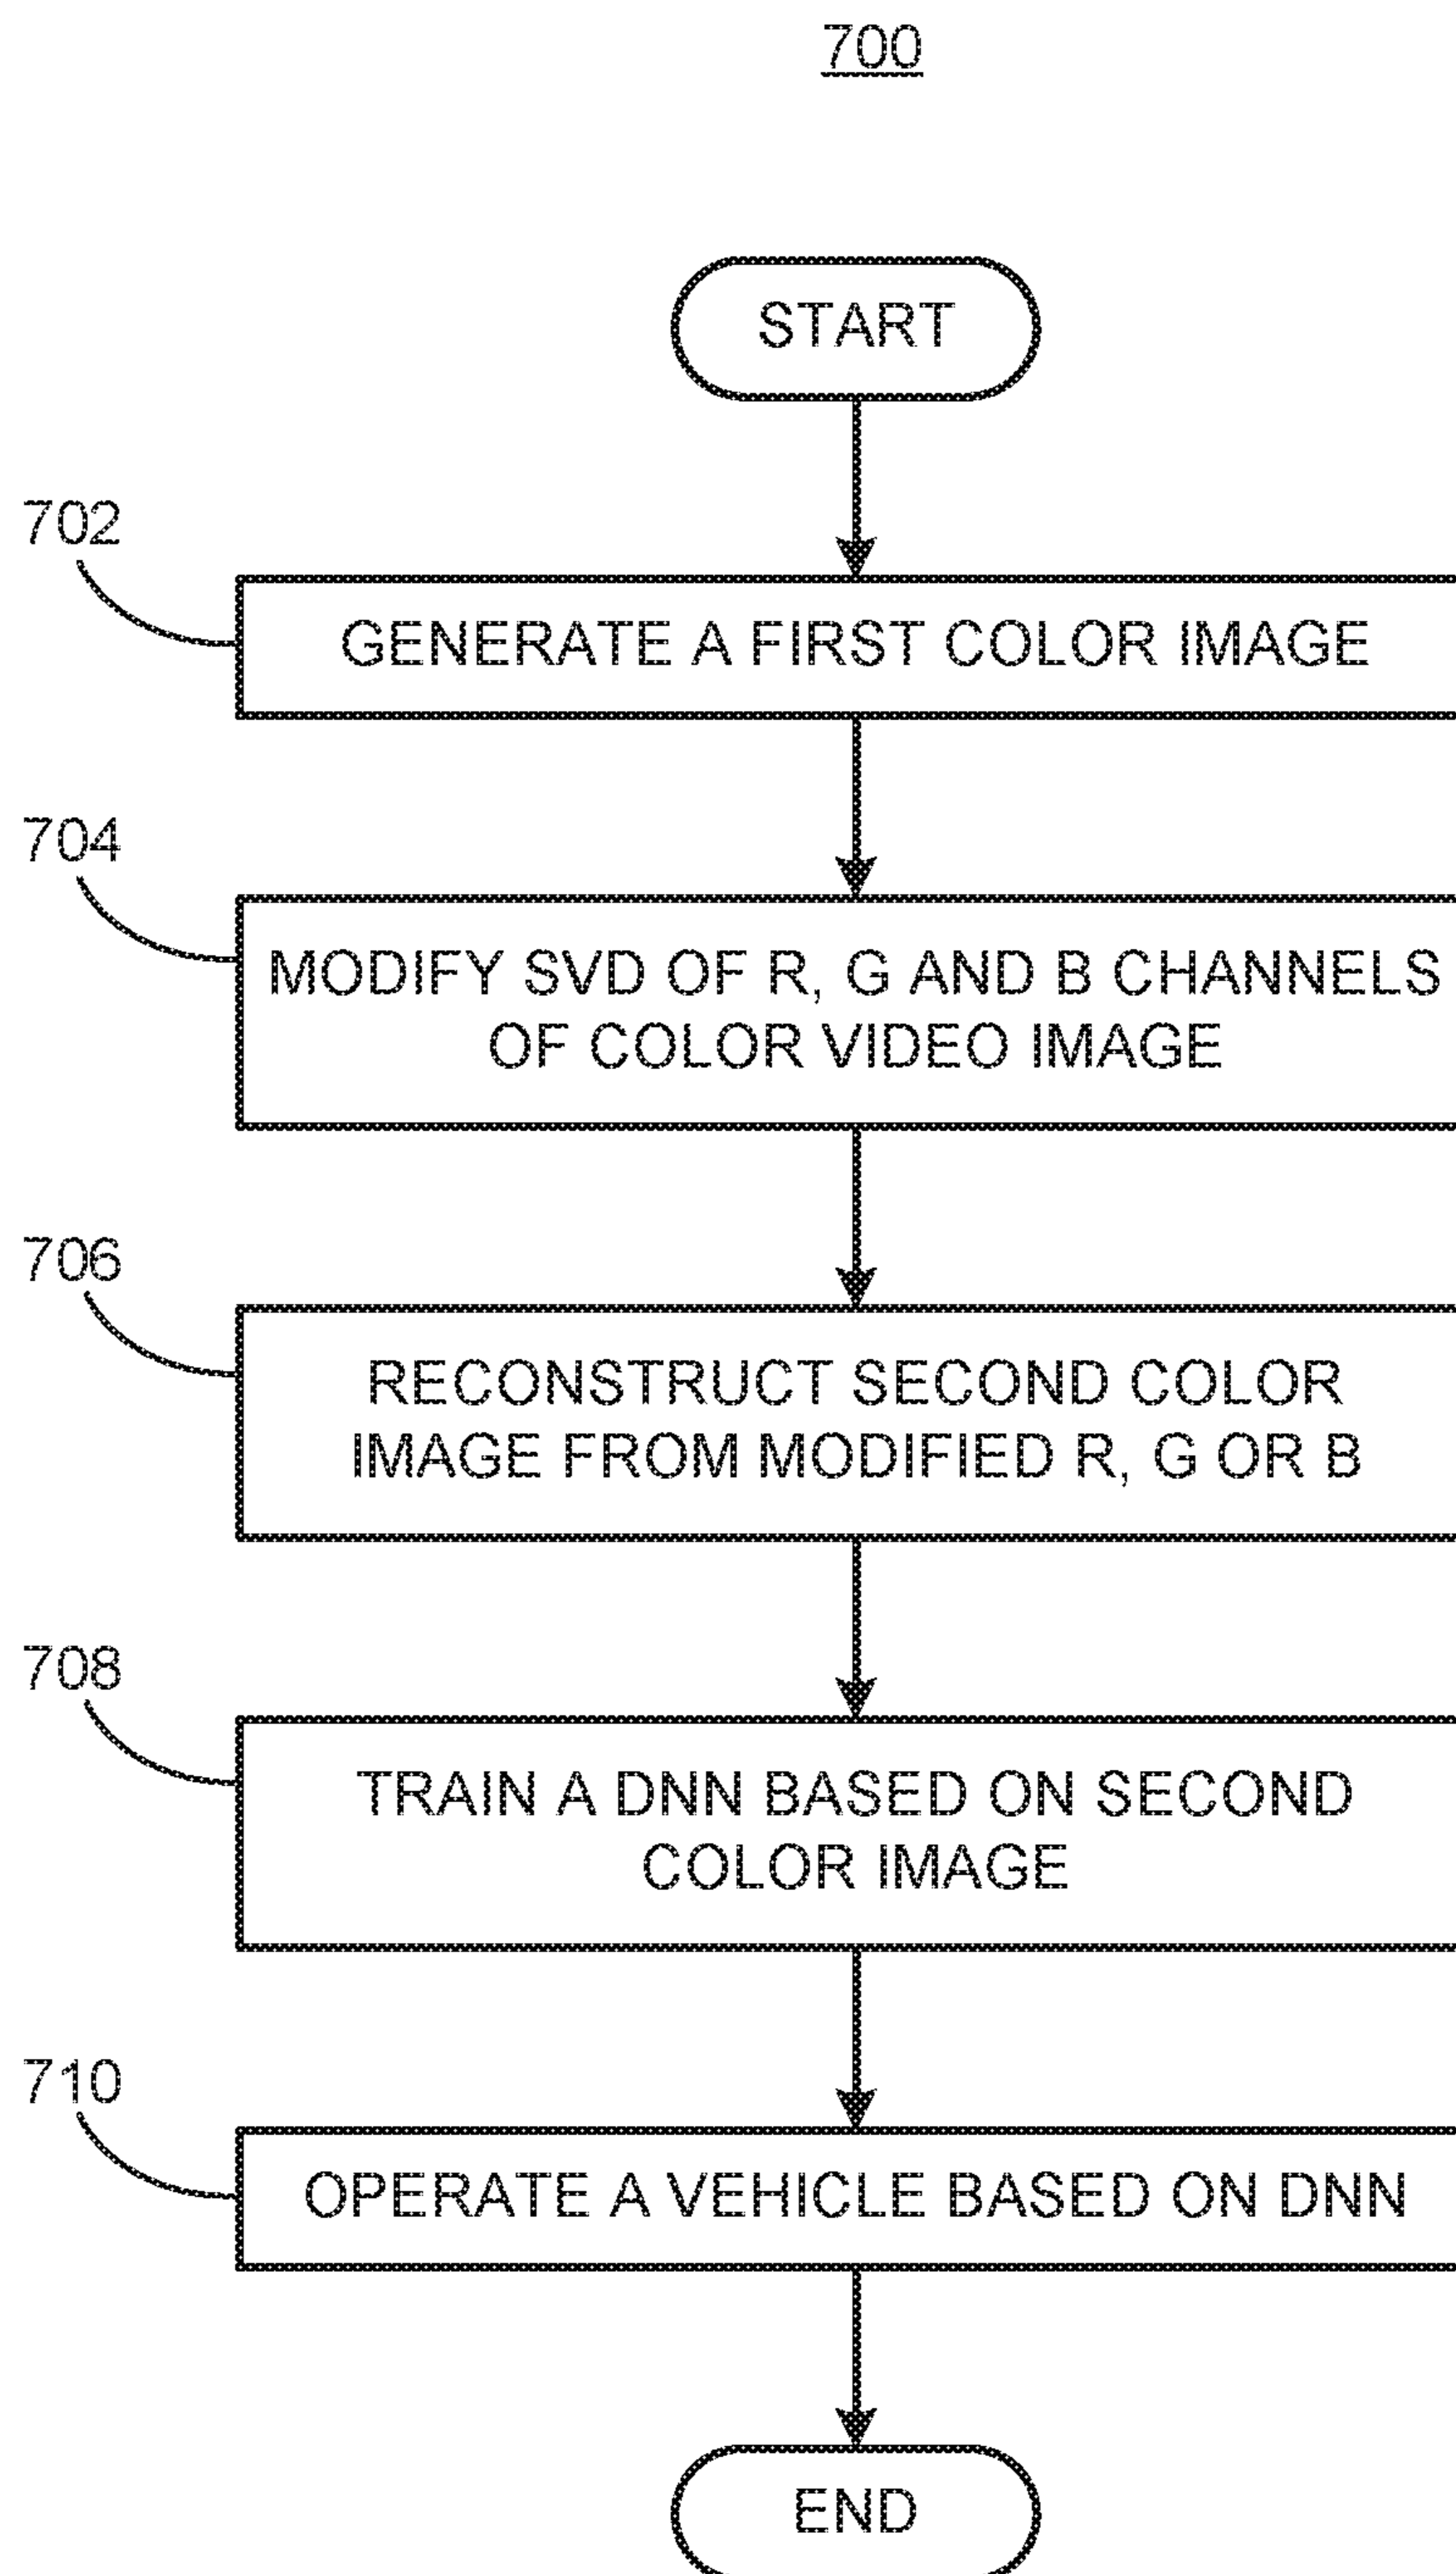 700
START
702
GENERATE A FIRST COLOR IMAGE
704
MODIFY SVD OF R, G AND B CHANNELS
OF COLOR VIDEO IMAGE
706
RECONSTRUCT SECOND COLOR
IMAGE FROM MODIFIED R, G OR B
708
TRAIN A DNN BASED ON SECOND
COLOR IMAGE
710
OPERATE A VEHICLE BASED ON DNN
END